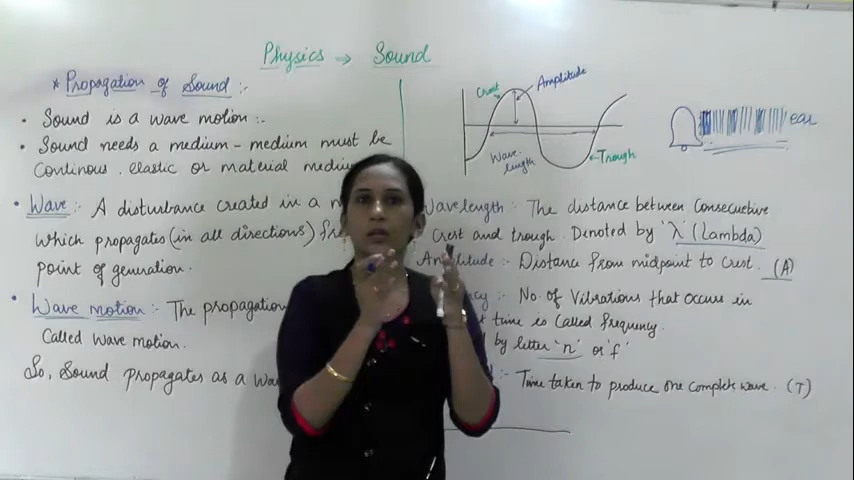 Physics → Sound
* Propagation of Sound :-
• Sound is a wave motion :-
• Sound needs a medium - medium must be
Continous, elastic or material
• Wave :- A disturbance created in a
which propagates (in all directions)
point of generation.
• Wave motion :- The propagation
Called wave motion.
So, Sound propagates as a
Crest
Amplitude
Wave-
length
Trough
ear
Wavelength :- The distance between Consecutive
Crest and trough. Denoted by 'λ' (Lambda)
Amplitude :- Distance from midpoint to Crest. (A)
:- No. of Vibrations that occurs in
time is called frequency.
by letter 'n' or 'f'
:- Time taken to produce one complete wave. (T)